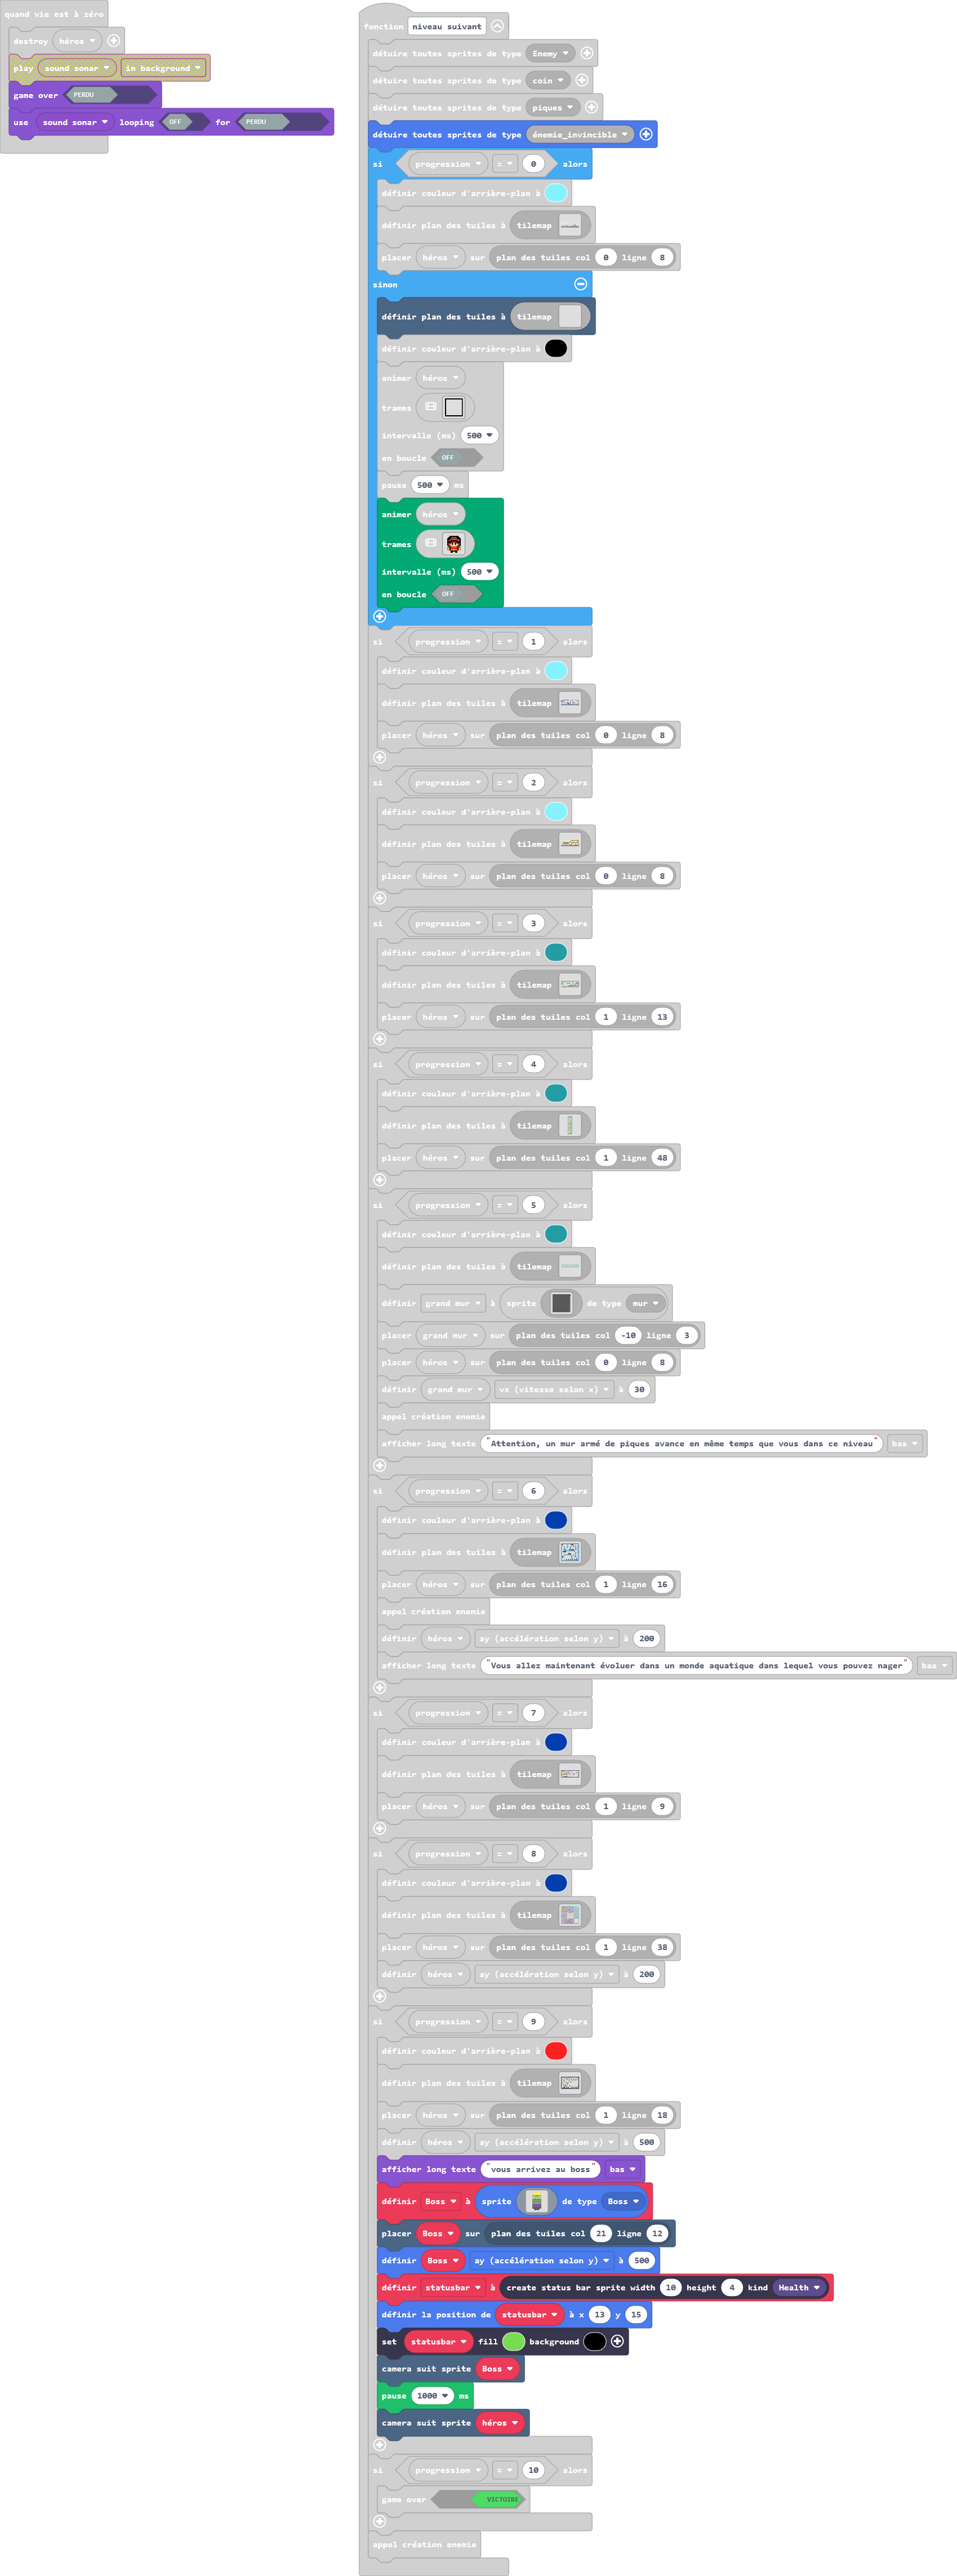 quand vie est à zéro
destroy héros
play sound sonar in background
game over PERDU
use sound sonar looping OFF for PERDU
fonction niveau suivant
détuire toutes sprites de type Enemy
détuire toutes sprites de type coin
détuire toutes sprites de type piques
détuire toutes sprites de type énemie_invincible
si progression = 0 alors
définir couleur d'arrière-plan à
définir plan des tuiles à tilemap
placer héros sur plan des tuiles col 0 ligne 8
sinon
définir plan des tuiles à tilemap
définir couleur d'arrière-plan à
animer héros
trames
intervalle (ms) 500
en boucle OFF
pause 500 ms
animer héros
trames
intervalle (ms) 500
en boucle OFF
si progression = 1 alors
définir couleur d'arrière-plan à
définir plan des tuiles à tilemap
placer héros sur plan des tuiles col 0 ligne 8
si progression = 2 alors
définir couleur d'arrière-plan à
définir plan des tuiles à tilemap
placer héros sur plan des tuiles col 0 ligne 8
si progression = 3 alors
définir couleur d'arrière-plan à
définir plan des tuiles à tilemap
placer héros sur plan des tuiles col 1 ligne 13
si progression = 4 alors
définir couleur d'arrière-plan à
définir plan des tuiles à tilemap
placer héros sur plan des tuiles col 1 ligne 48
si progression = 5 alors
définir couleur d'arrière-plan à
définir plan des tuiles à tilemap
définir grand mur à sprite de type mur
placer grand mur sur plan des tuiles col -10 ligne 3
placer héros sur plan des tuiles col 0 ligne 8
définir grand mur vx (vitesse selon x) à 30
appel création enemie
afficher long texte "Attention, un mur armé de piques avance en même temps que vous dans ce niveau" bas
si progression = 6 alors
définir couleur d'arrière-plan à
définir plan des tuiles à tilemap
placer héros sur plan des tuiles col 1 ligne 16
appel création enemie
définir héros ay (accélération selon y) à 200
afficher long texte "Vous allez maintenant évoluer dans un monde aquatique dans lequel vous pouvez nager" bas
si progression = 7 alors
définir couleur d'arrière-plan à
définir plan des tuiles à tilemap
placer héros sur plan des tuiles col 1 ligne 9
si progression = 8 alors
définir couleur d'arrière-plan à
définir plan des tuiles à tilemap
placer héros sur plan des tuiles col 1 ligne 38
définir héros ay (accélération selon y) à 200
si progression = 9 alors
définir couleur d'arrière-plan à
définir plan des tuiles à tilemap
placer héros sur plan des tuiles col 1 ligne 18
définir héros ay (accélération selon y) à 500
afficher long texte "vous arrivez au boss" bas
définir Boss à sprite de type Boss
placer Boss sur plan des tuiles col 21 ligne 12
définir Boss ay (accélération selon y) à 500
définir statusbar à create status bar sprite width 10 height 4 kind Health
définir la position de statusbar à x 13 y 15
set statusbar fill background
camera suit sprite Boss
pause 1000 ms
camera suit sprite héros
si progression = 10 alors
game over VICTOIRE
appel création enemie